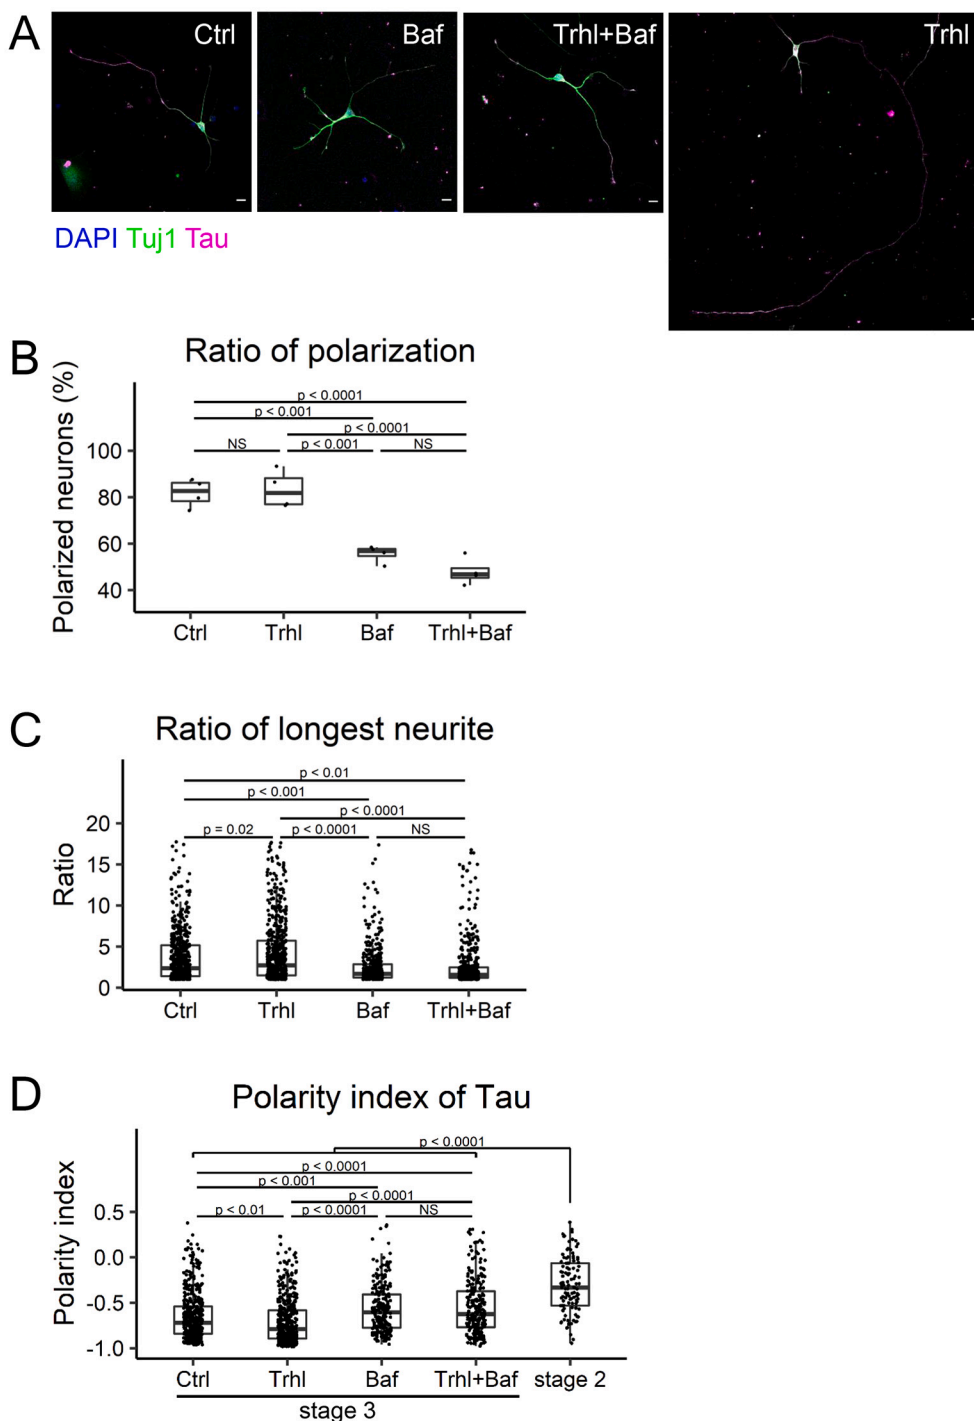 A
Ctrl
Baf
Trhl+Baf
Trhl
DAPI Tuj1 Tau
B
Ratio of polarization
Polarized neurons (%)
p < 0.0001
p < 0.001
p < 0.0001
NS
p < 0.001
NS
100
80
60
40
Ctrl
Trhl
Baf
Trhl+Baf
C
Ratio of longest neurite
Ratio
p < 0.01
p < 0.001
p < 0.0001
p = 0.02
p < 0.0001
NS
20
15
10
5
0
Ctrl
Trhl
Baf
Trhl+Baf
D
Polarity index of Tau
Polarity index
p < 0.0001
p < 0.0001
p < 0.001
p < 0.0001
p < 0.01
p < 0.0001
NS
0.5
0.0
-0.5
-1.0
Ctrl
Trhl
Baf
Trhl+Baf
stage 2
stage 3